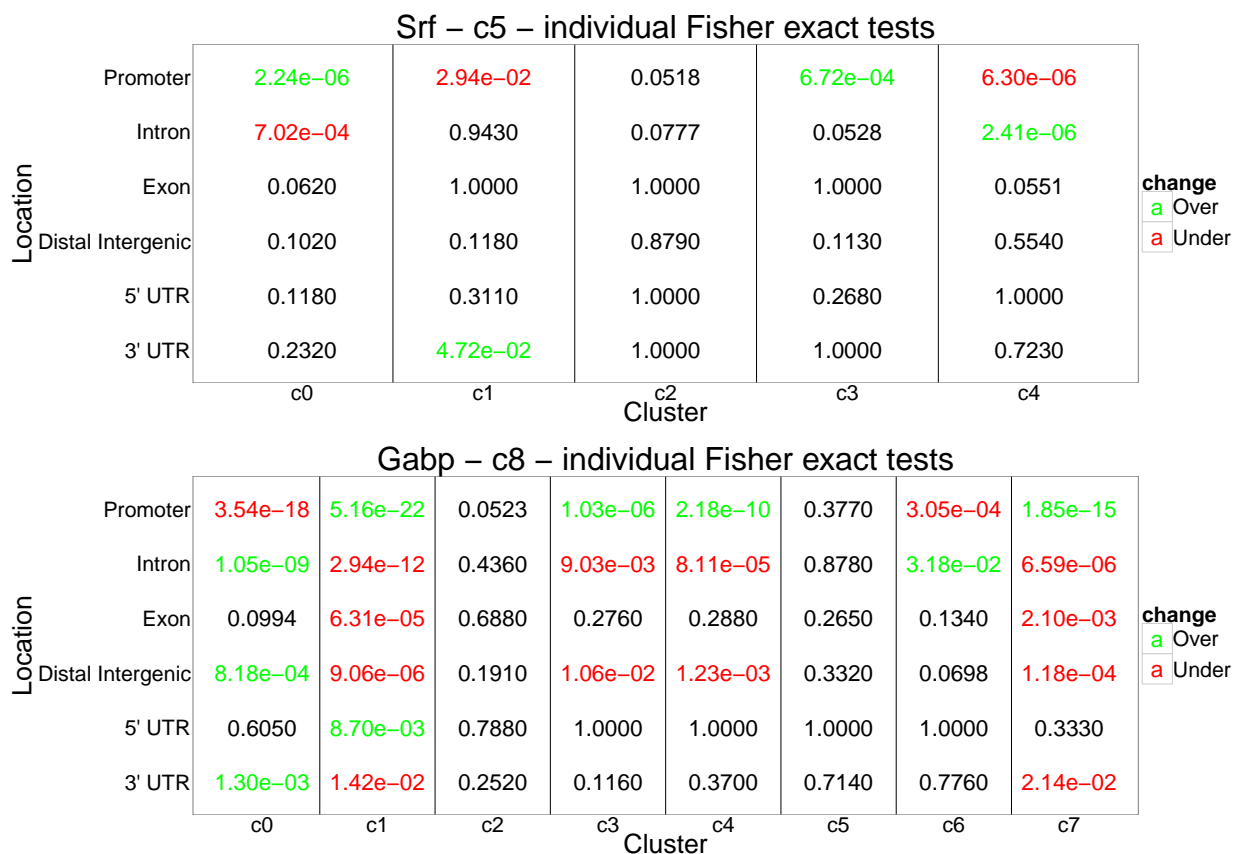 Srf – c5 – individual Fisher exact tests
Location
Promoter 2.24e−06 2.94e−02 0.0518 6.72e−04 6.30e−06
Intron 7.02e−04 0.9430 0.0777 0.0528 2.41e−06
Exon 0.0620 1.0000 1.0000 1.0000 0.0551
Distal Intergenic 0.1020 0.1180 0.8790 0.1130 0.5540
5' UTR 0.1180 0.3110 1.0000 0.2680 1.0000
3' UTR 0.2320 4.72e−02 1.0000 1.0000 0.7230
c0 c1 c2 c3 c4
Cluster
change
a Over
a Under
Gabp – c8 – individual Fisher exact tests
Location
Promoter 3.54e−18 5.16e−22 0.0523 1.03e−06 2.18e−10 0.3770 3.05e−04 1.85e−15
Intron 1.05e−09 2.94e−12 0.4360 9.03e−03 8.11e−05 0.8780 3.18e−02 6.59e−06
Exon 0.0994 6.31e−05 0.6880 0.2760 0.2880 0.2650 0.1340 2.10e−03
Distal Intergenic 8.18e−04 9.06e−06 0.1910 1.06e−02 1.23e−03 0.3320 0.0698 1.18e−04
5' UTR 0.6050 8.70e−03 0.7880 1.0000 1.0000 1.0000 1.0000 0.3330
3' UTR 1.30e−03 1.42e−02 0.2520 0.1160 0.3700 0.7140 0.7760 2.14e−02
c0 c1 c2 c3 c4 c5 c6 c7
Cluster
change
a Over
a Under